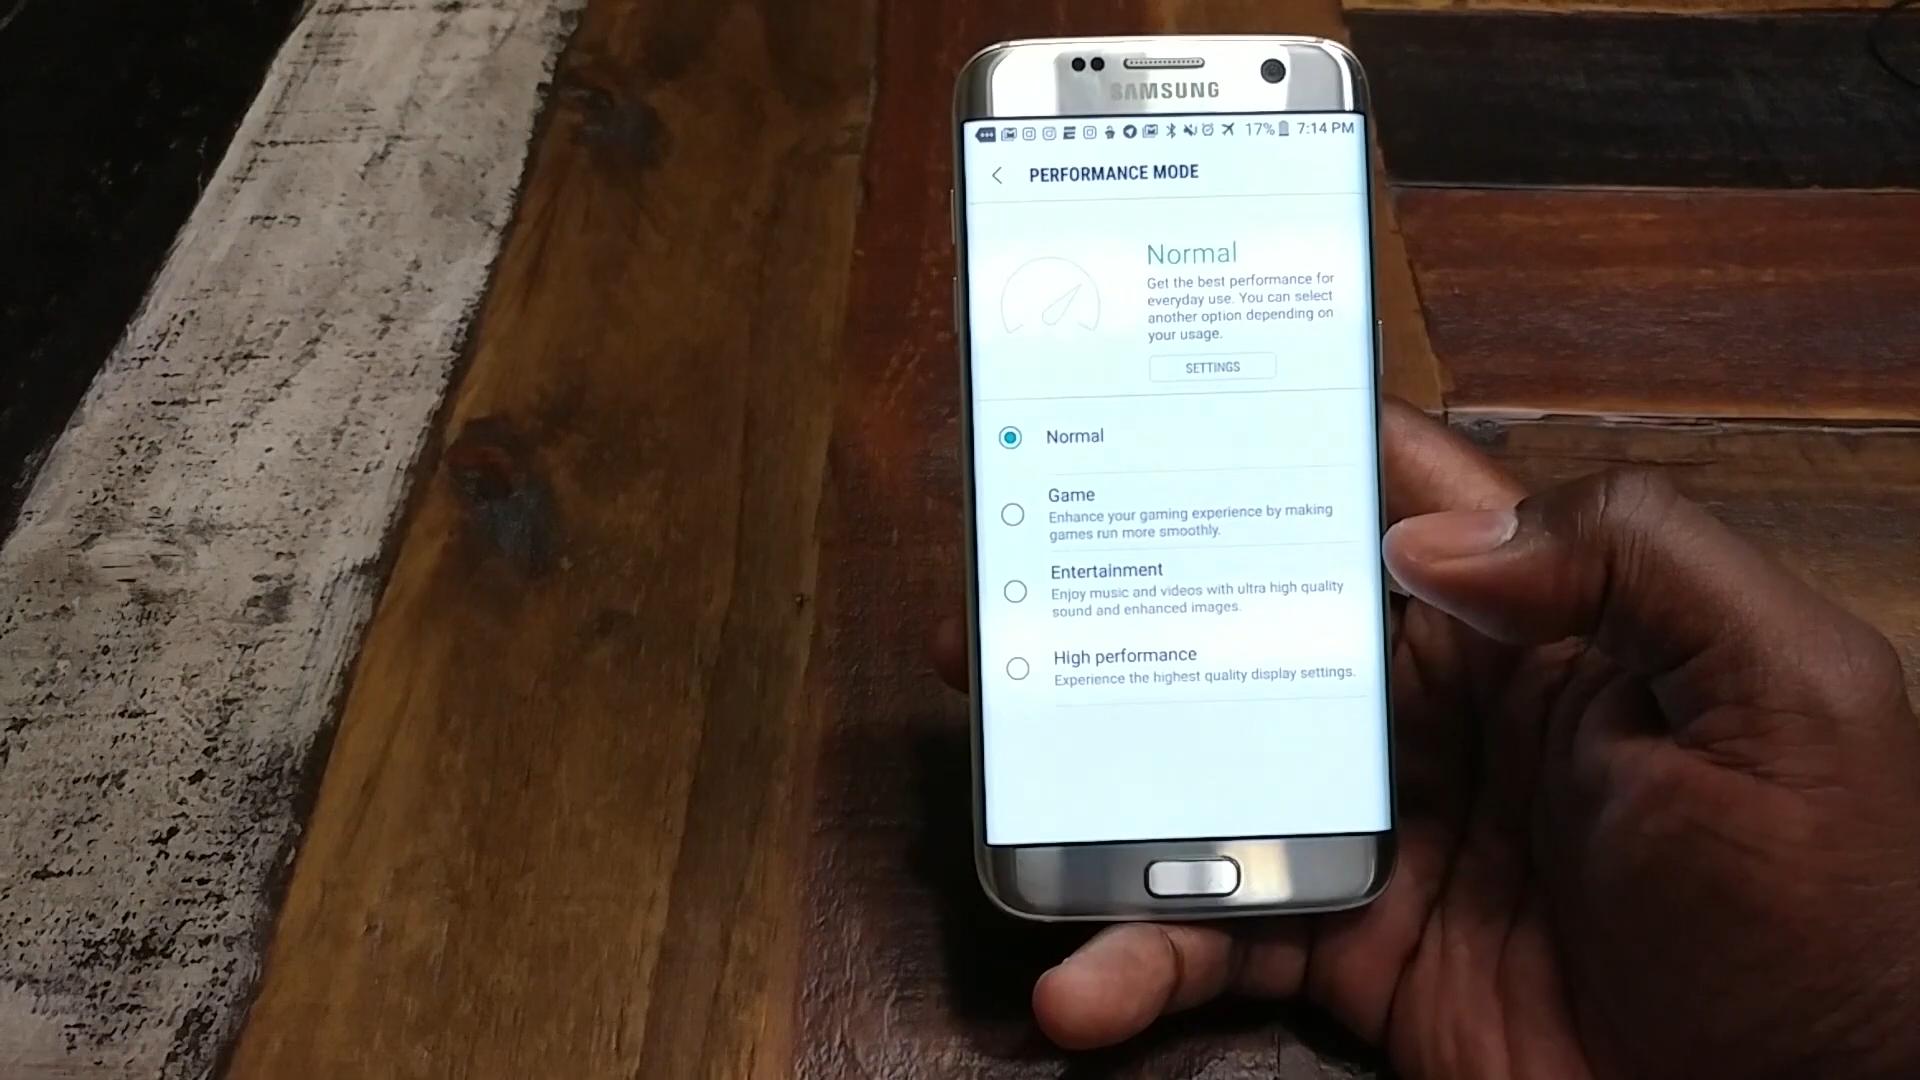 SAMSUNG
17% 7:14 PM
PERFORMANCE MODE
Normal
Get the best performance for
everyday use. You can select
another option depending on
your usage.
SETTINGS
Normal
Game
Enhance your gaming experience by making
games run more smoothly.
Entertainment
Enjoy music and videos with ultra high quality
sound and enhanced images.
High performance
Experience the highest quality display settings.